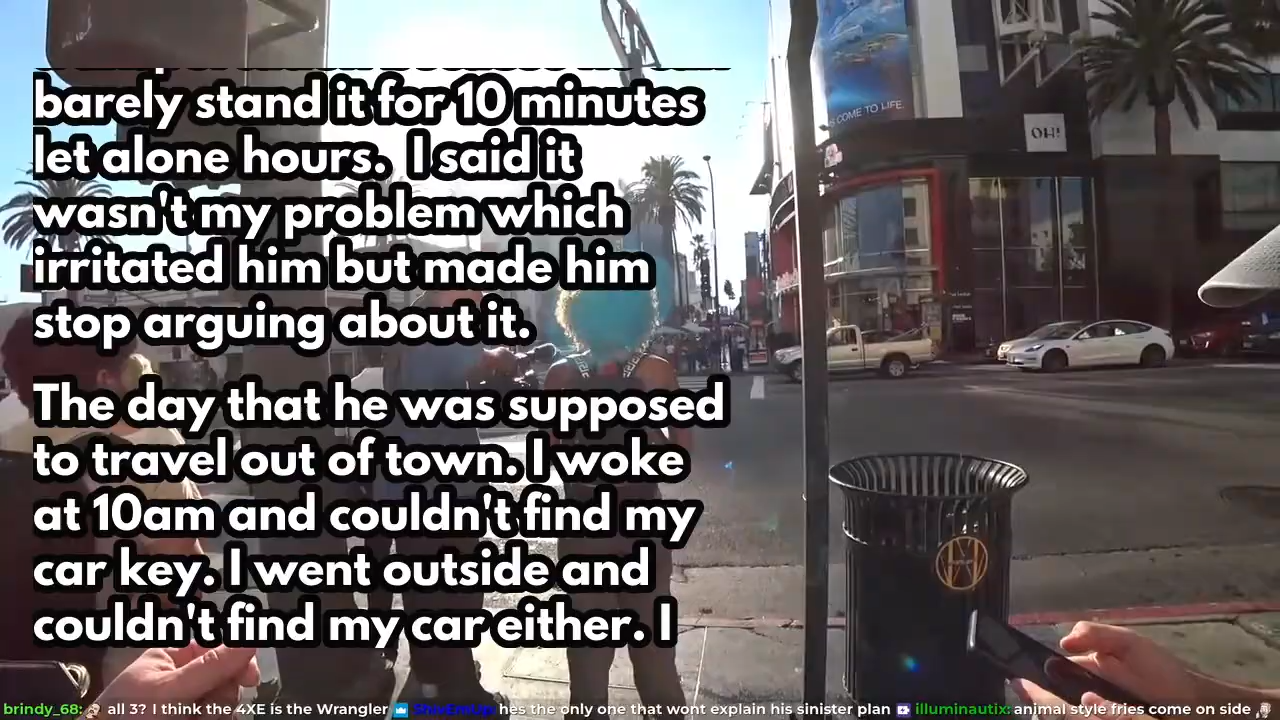 barely stand it for 10 minutes
let alone hours.  I said it
wasn't my problem which
irritated him but made him
stop arguing about it.
The day that he was supposed
to travel out of town. I woke
at 10am and couldn't find my
car key. I went outside and
couldn't find my car either. I
COME TO LIFE.
OH!
brindy_68: all 3? I think the 4XE is the Wrangler ShivEmUp: hes the only one that wont explain his sinister plan illuminautix: animal style fries come on side